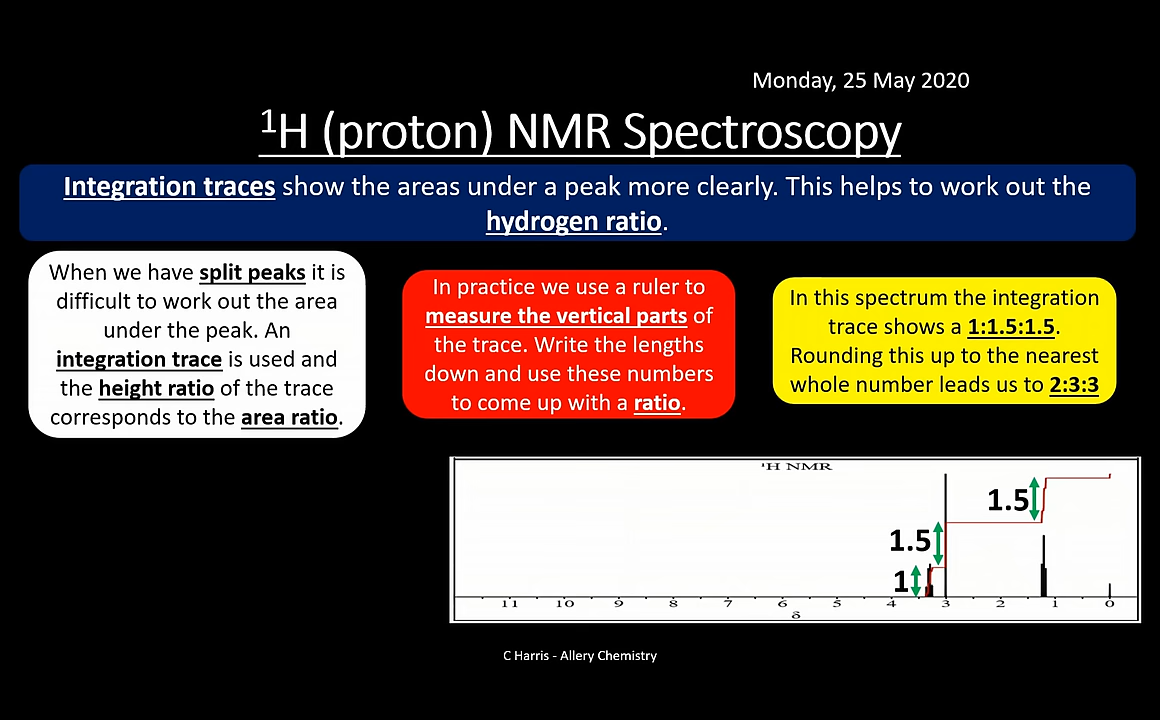 Monday, 25 May 2020
¹H (proton) NMR Spectroscopy
Integration traces show the areas under a peak more clearly. This helps to work out the
hydrogen ratio.
When we have split peaks it is
difficult to work out the area
under the peak. An
integration trace is used and
the height ratio of the trace
corresponds to the area ratio.
In practice we use a ruler to
measure the vertical parts of
the trace. Write the lengths
down and use these numbers
to come up with a ratio.
In this spectrum the integration
trace shows a 1:1.5:1.5.
Rounding this up to the nearest
whole number leads us to 2:3:3
¹H NMR
1.5
1.5
1
11 10 9 8 7 6 5 4 3 2 1 0
δ
C Harris - Allery Chemistry